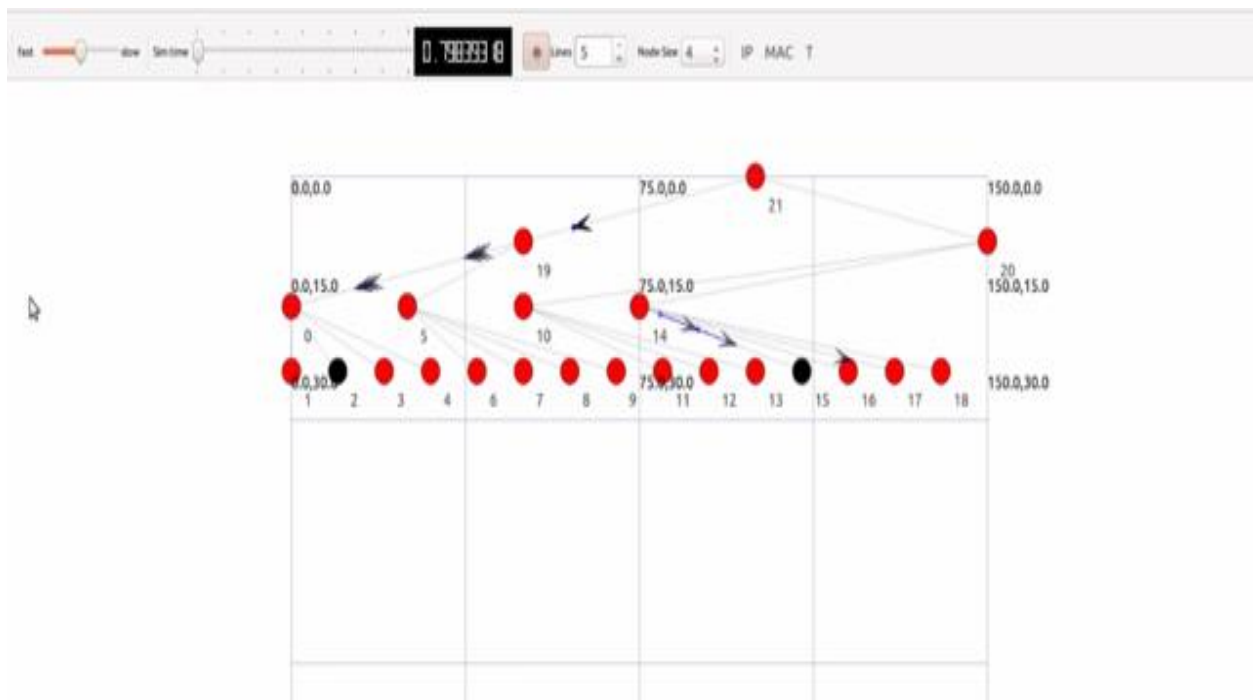 fast slow Sim time 0.79839318 Lines 5 Node Size 4 IP MAC T
0.0,0.0 75.0,0.0 150.0,0.0
21
19 20
0.0,15.0 75.0,15.0 150.0,15.0
0 5 10 14
0.0,30.0 75.0,30.0 150.0,30.0
1 2 3 4 6 7 8 9 11 12 13 15 16 17 18